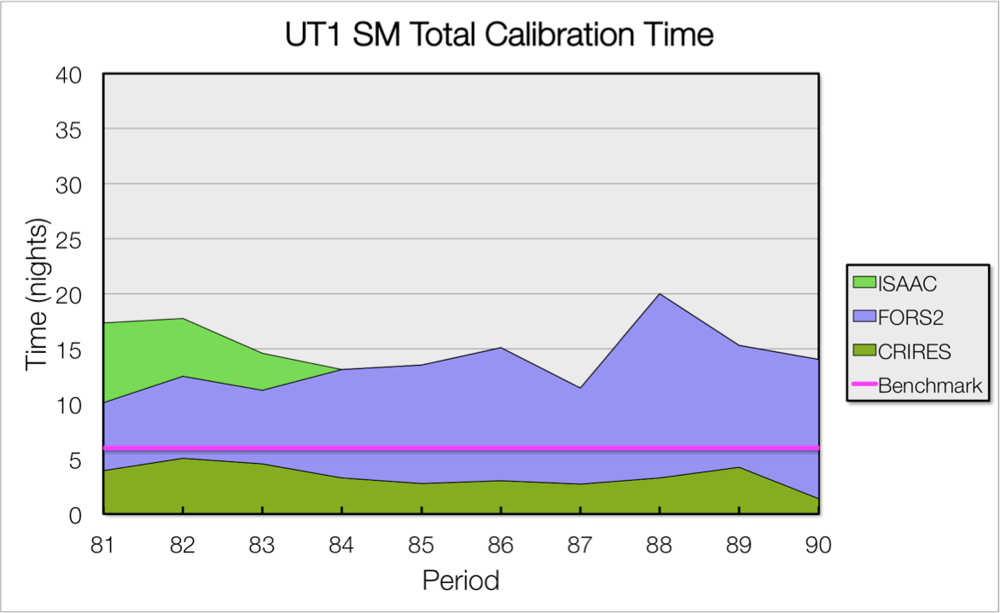 UT1 SM Total Calibration Time
40
35
30
25
20
15
10
5
0
Time (nights)
81 82 83 84 85 86 87 88 89 90
Period
ISAAC
FORS2
CRIRES
Benchmark